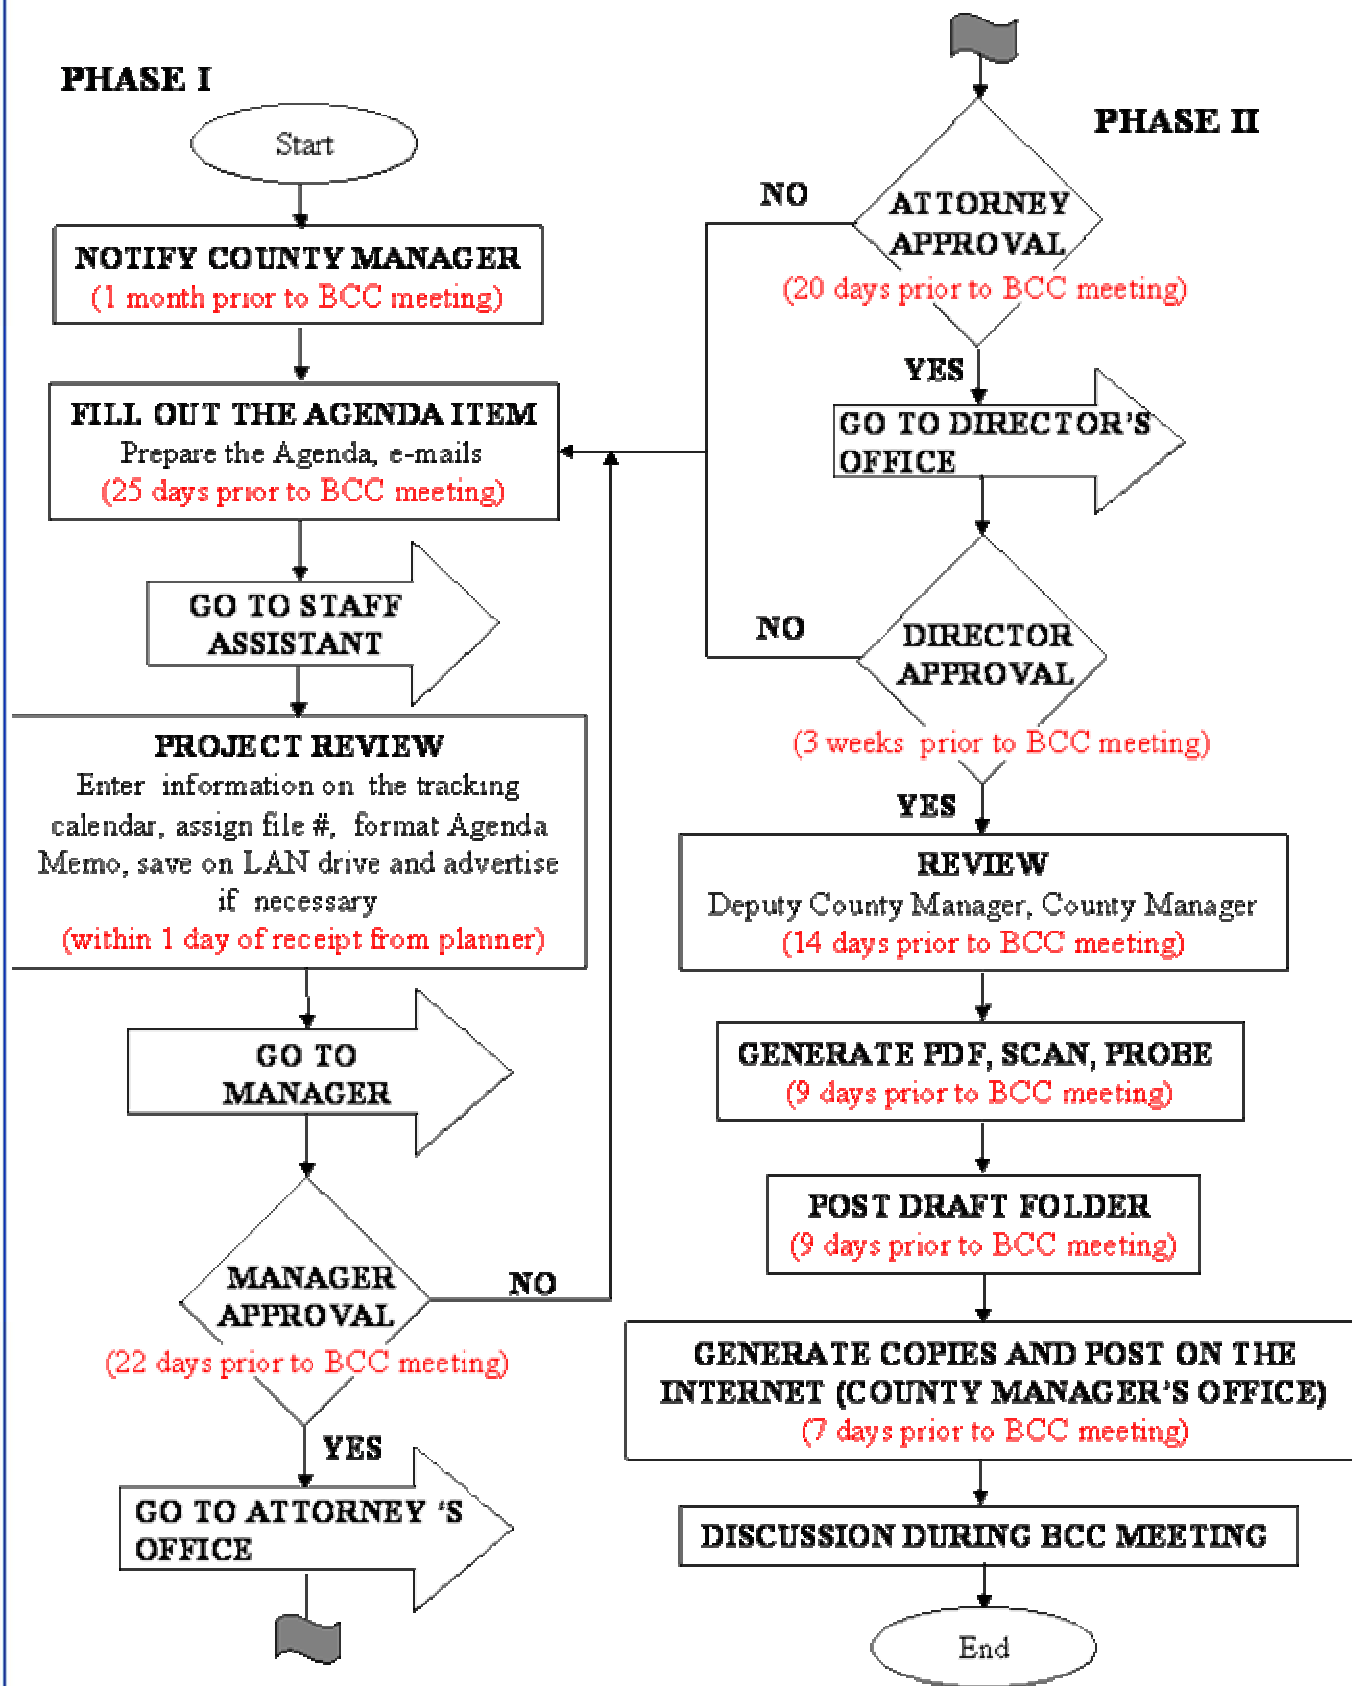 PHASE I
Start
NOTIFY COUNTY MANAGER
(1 month prior to BCC meeting)
FILL OUT THE AGENDA ITEM
Prepare the Agenda, e-mails
(25 days prior to BCC meeting)
GO TO STAFF
ASSISTANT
PROJECT REVIEW
Enter information on the tracking
calendar, assign file #, format Agenda
Memo, save on LAN drive and advertise
if necessary
(within 1 day of receipt from planner)
GO TO
MANAGER
MANAGER
APPROVAL
(22 days prior to BCC meeting)
NO
YES
GO TO ATTORNEY 'S
OFFICE
PHASE II
ATTORNEY
APPROVAL
(20 days prior to BCC meeting)
NO
YES
GO TO DIRECTOR'S
OFFICE
DIRECTOR
APPROVAL
(3 weeks prior to BCC meeting)
NO
YES
REVIEW
Deputy County Manager, County Manager
(14 days prior to BCC meeting)
GENERATE PDF, SCAN, PROBE
(9 days prior to BCC meeting)
POST DRAFT FOLDER
(9 days prior to BCC meeting)
GENERATE COPIES AND POST ON THE
INTERNET (COUNTY MANAGER'S OFFICE)
(7 days prior to BCC meeting)
DISCUSSION DURING BCC MEETING
End